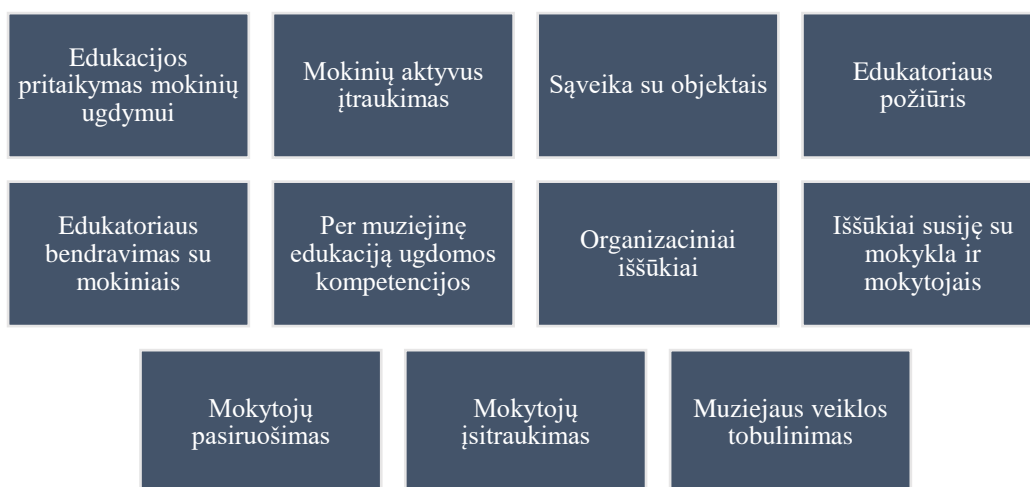 Edukacijos
pritaikymas mokinių
ugdymui
Mokinių aktyvus
įtraukimas
Sąveika su objektais
Edukatoriaus
požiūris
Edukatoriaus
bendravimas su
mokiniais
Per muziejinę
edukaciją ugdomos
kompetencijos
Organizaciniai
iššūkiai
Iššūkiai susiję su
mokykla ir
mokytojais
Mokytojų
pasiruošimas
Mokytojų
įsitraukimas
Muziejaus veiklos
tobulinimas